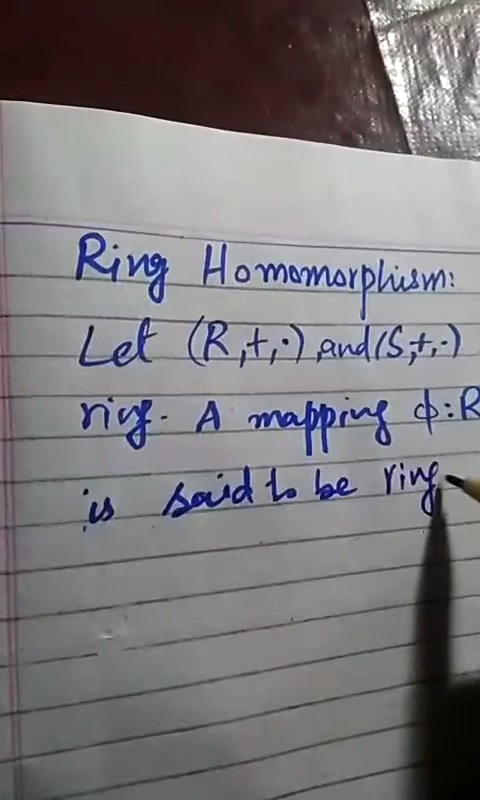 Ring Homomorphism:
Let (R,+,·) and (S,+,·)
ring. A mapping ϕ:R
is said to be ring